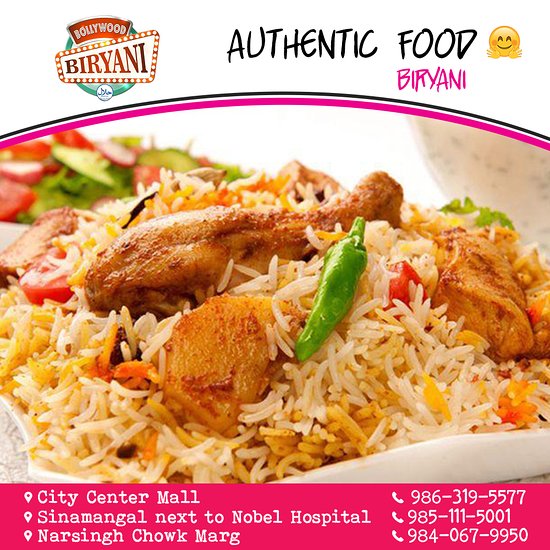 BOLLYWOOD
BIRYANI
حلال
AUTHENTIC FOOD 🤗
BIRYANI
City Center Mall 986-319-5577
Sinamangal next to Nobel Hospital 985-111-5001
Narsingh Chowk Marg 984-067-9950